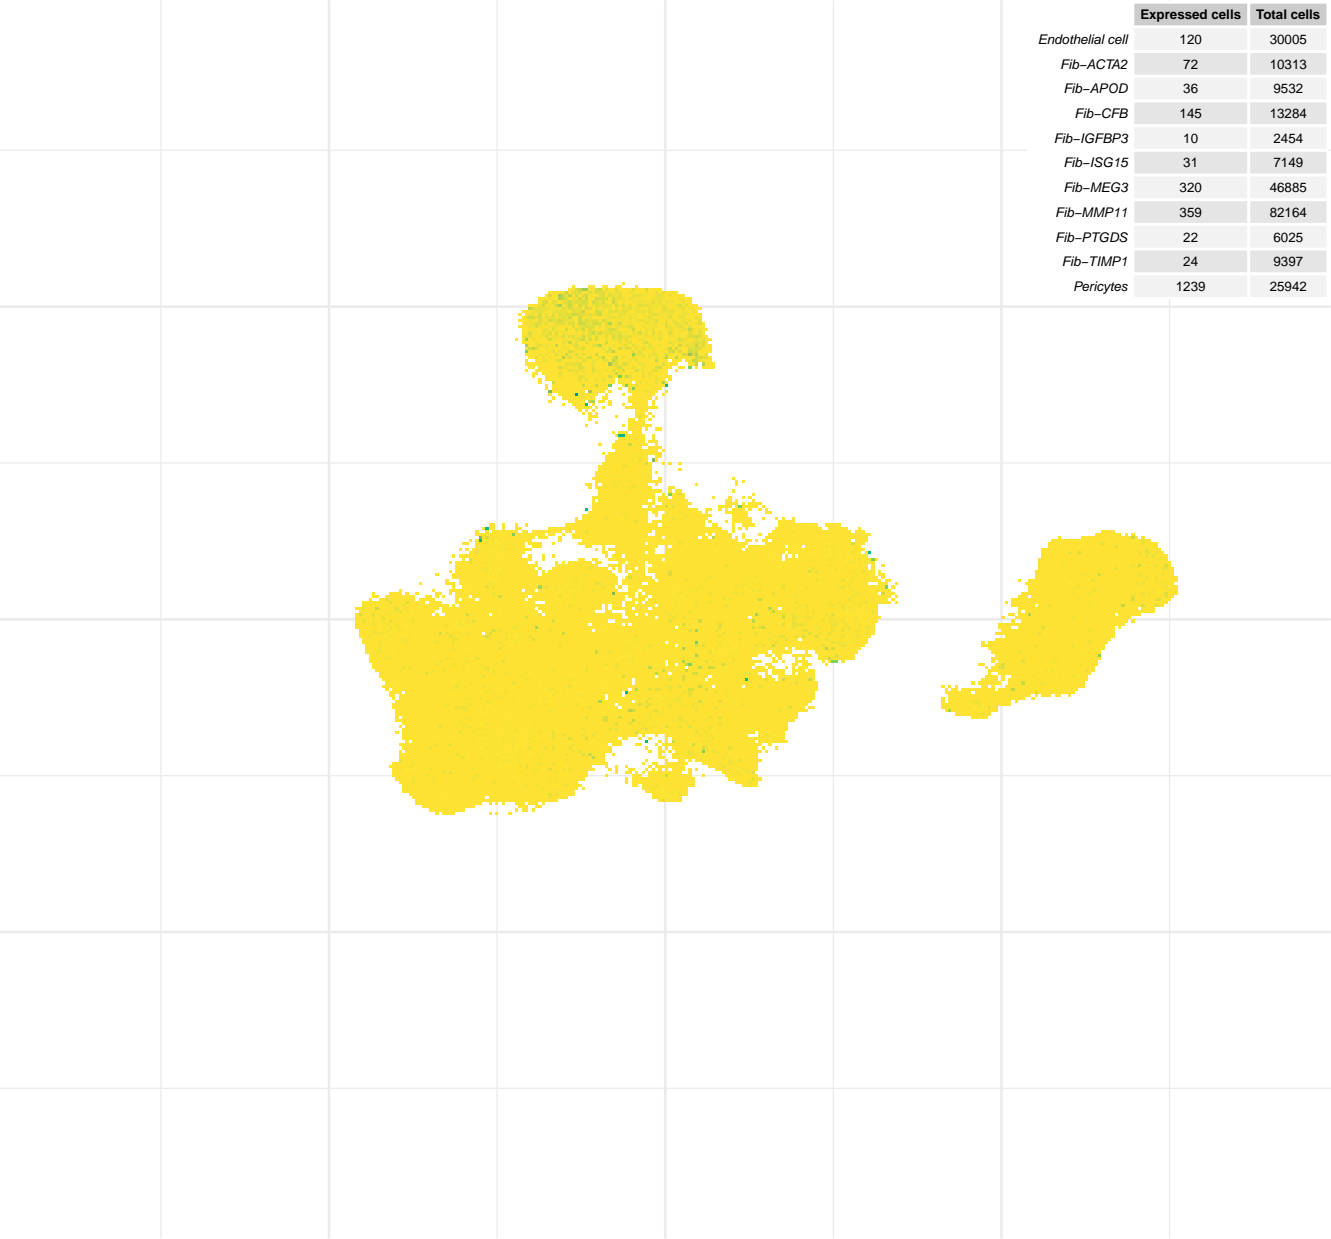 Expressed cells Total cells
Endothelial cell 120 30005
Fib−ACTA2 72 10313
Fib−APOD 36 9532
Fib−CFB 145 13284
Fib−IGFBP3 10 2454
Fib−ISG15 31 7149
Fib−MEG3 320 46885
Fib−MMP11 359 82164
Fib−PTGDS 22 6025
Fib−TIMP1 24 9397
Pericytes 1239 25942